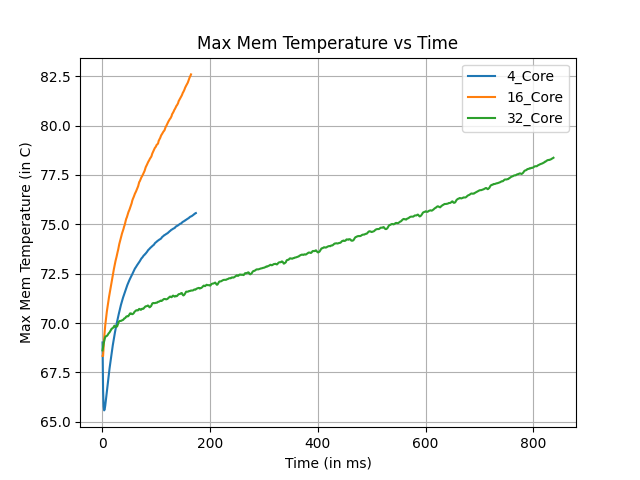 Max Mem Temperature vs Time
Max Mem Temperature (in C)
82.5
80.0
77.5
75.0
72.5
70.0
67.5
65.0
4_Core
16_Core
32_Core
0
200
400
600
800
Time (in ms)